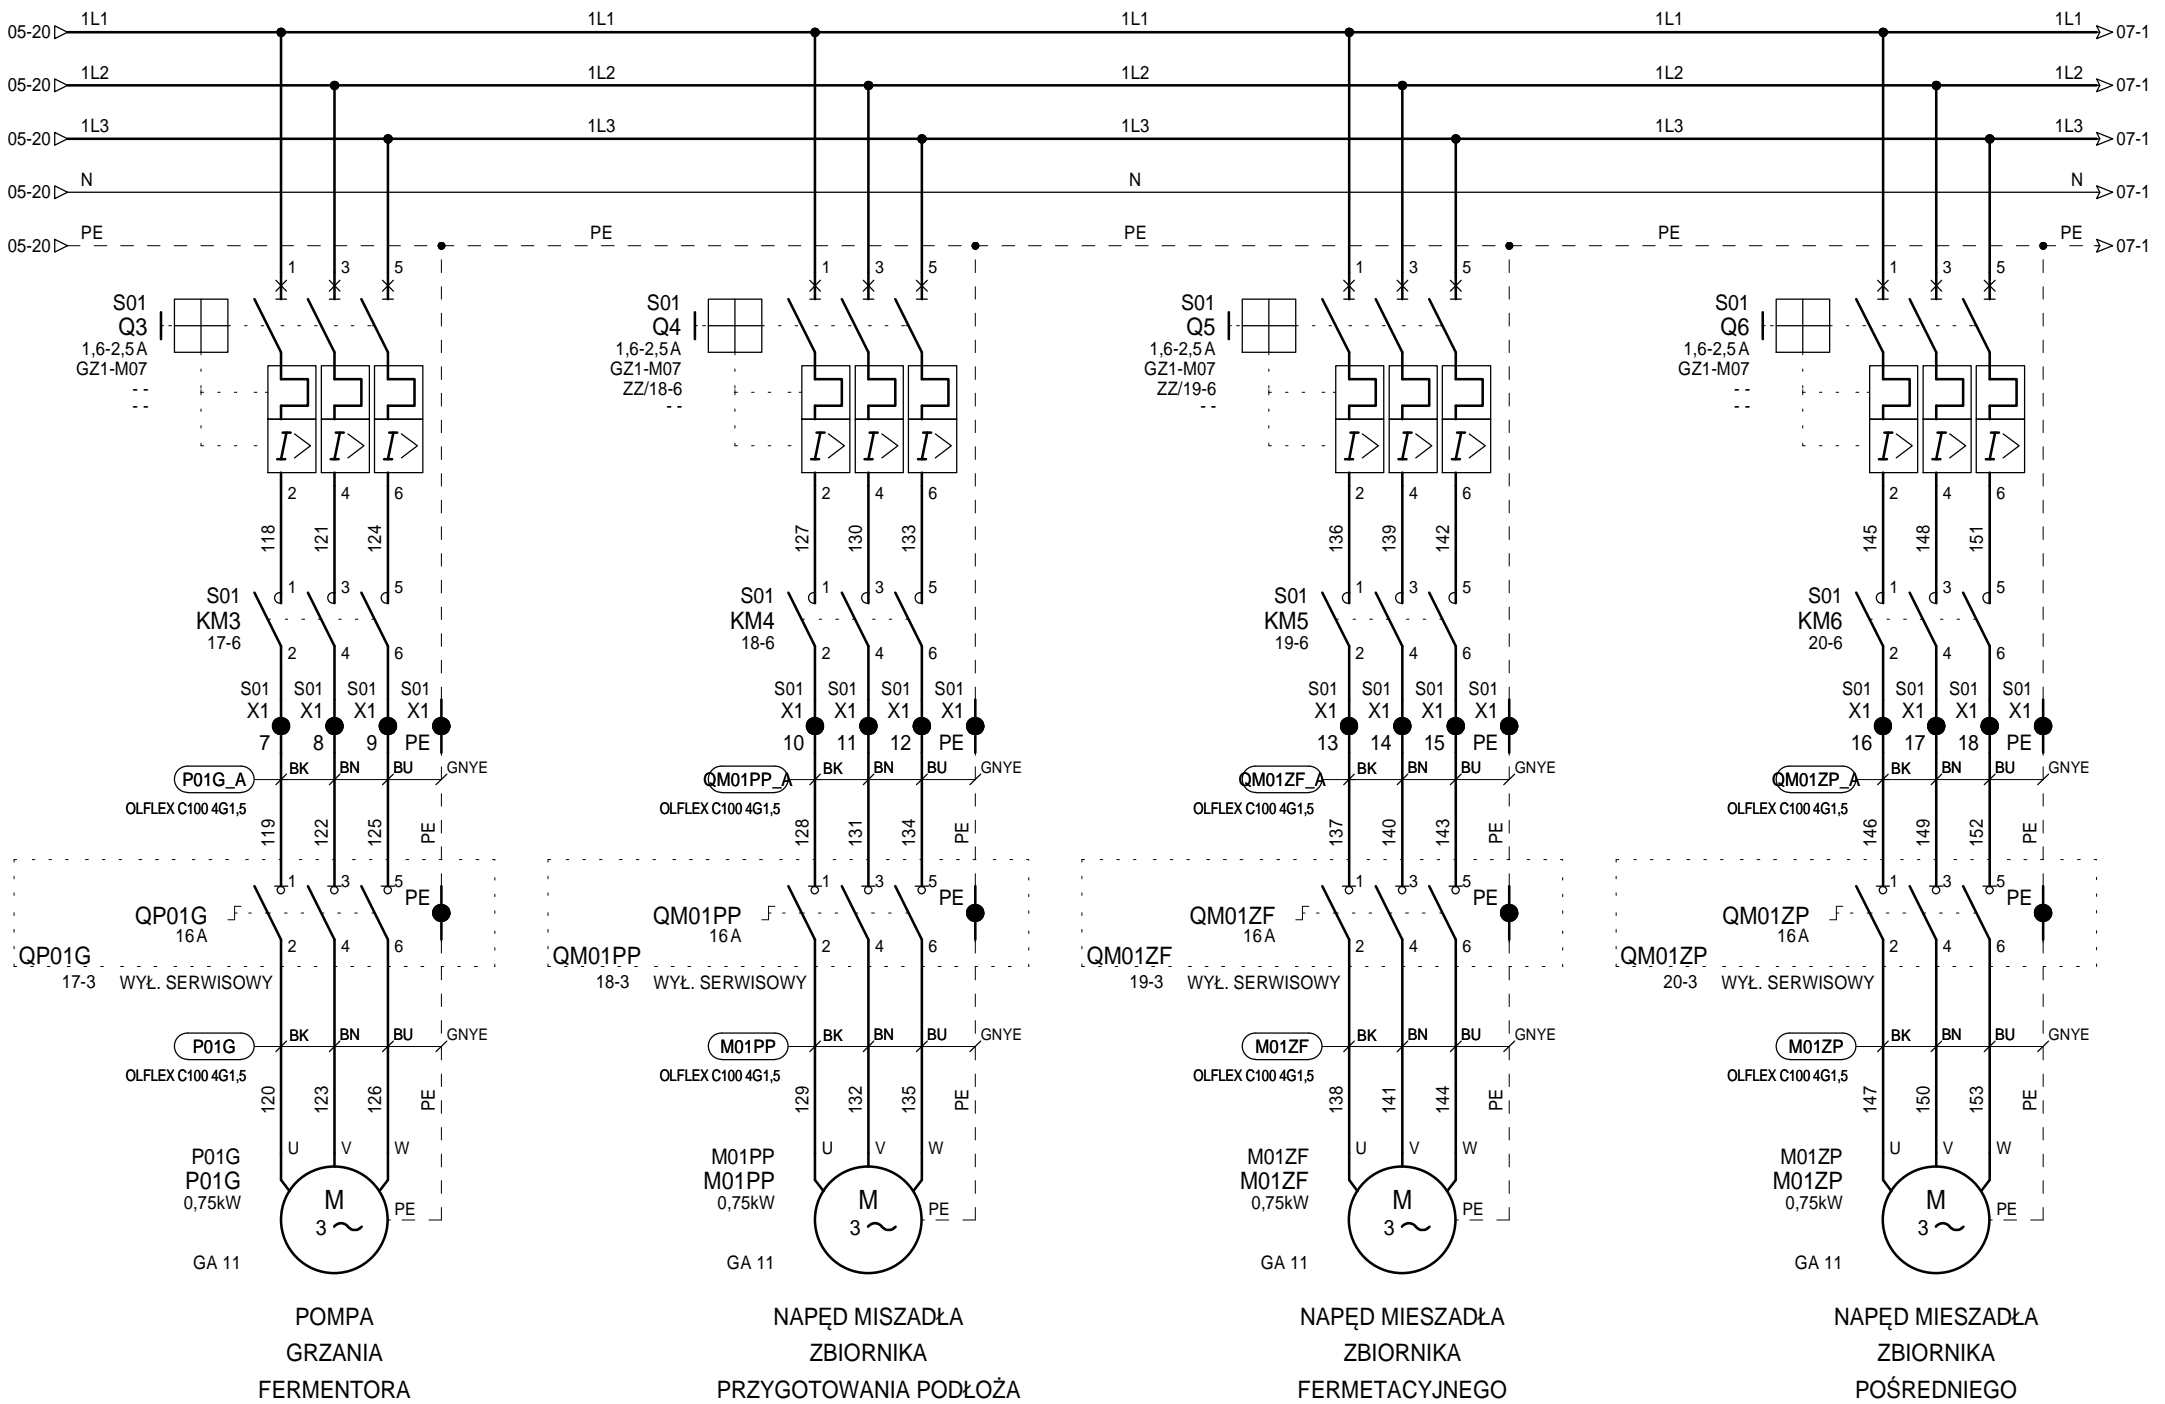 1L1 1L1 1L1 1L1 1L1
05-20 07-1
1L2 1L2 1L2 1L2 1L2
05-20 07-1
1L3 1L3 1L3 1L3 1L3
05-20 07-1
N N N
05-20 07-1
PE PE PE PE PE
05-20 07-1
1 3 5 1 3 5 1 3 5 1 3 5
S01 S01 S01 S01
Q3 Q4 Q5 Q6
1,6-2,5A 1,6-2,5A 1,6-2,5A 1,6-2,5A
GZ1-M07 GZ1-M07 GZ1-M07 GZ1-M07
-- ZZ/18-6 ZZ/19-6 --
-- -- -- --
I> I> I> I> I> I> I> I> I> I> I> I>
2 4 6 2 4 6 2 4 6 2 4 6
118 121 124 127 130 133 136 139 142 145 148 151
1 3 5 1 3 5 1 3 5 1 3 5
S01 S01 S01 S01
KM3 KM4 KM5 KM6
17-6 18-6 19-6 20-6
2 4 6 2 4 6 2 4 6 2 4 6
S01 S01 S01 S01 S01 S01 S01 S01 S01 S01 S01 S01 S01 S01 S01 S01
X1 X1 X1 X1 X1 X1 X1 X1 X1 X1 X1 X1 X1 X1 X1 X1
7 8 9 PE 10 11 12 PE 13 14 15 PE 16 17 18 PE
P01G_A BK BN BU GNYE QM01PP_A BK BN BU GNYE QM01ZF_A BK BN BU GNYE QM01ZP_A BK BN BU GNYE
OLFLEX C100 4G1,5 OLFLEX C100 4G1,5 OLFLEX C100 4G1,5 OLFLEX C100 4G1,5
119 122 125 PE 128 131 134 PE 137 140 143 PE 146 149 152 PE
1 3 5 PE 1 3 5 PE 1 3 5 PE 1 3 5 PE
QP01G QM01PP QM01ZF QM01ZP
16A 16A 16A 16A
2 4 6 2 4 6 2 4 6 2 4 6
QP01G QM01PP QM01ZF QM01ZP
17-3 WYŁ. SERWISOWY 18-3 WYŁ. SERWISOWY 19-3 WYŁ. SERWISOWY 20-3 WYŁ. SERWISOWY
P01G BK BN BU GNYE M01PP BK BN BU GNYE M01ZF BK BN BU GNYE M01ZP BK BN BU GNYE
OLFLEX C100 4G1,5 OLFLEX C100 4G1,5 OLFLEX C100 4G1,5 OLFLEX C100 4G1,5
120 123 126 PE 129 132 135 PE 138 141 144 PE 147 150 153 PE
U V W U V W U V W U V W
P01G M01PP M01ZF M01ZP
P01G M01PP M01ZF M01ZP
0,75kW M PE 0,75kW M PE 0,75kW M PE 0,75kW M PE
3~ 3~ 3~ 3~
GA 11 GA 11 GA 11 GA 11
POMPA NAPĘD MISZADŁA NAPĘD MIESZADŁA NAPĘD MIESZADŁA
GRZANIA ZBIORNIKA ZBIORNIKA ZBIORNIKA
FERMENTORA PRZYGOTOWANIA PODŁOŻA FERMETACYJNEGO POŚREDNIEGO